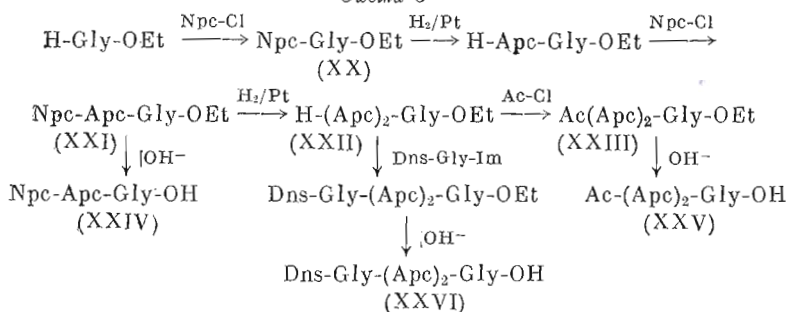 Npc-Cl H₂/Pt Npc-Cl
H-Gly-OEt ⟶ Npc-Gly-OEt ⟶ H-Apc-Gly-OEt ⟶
(XX)
H₂/Pt Ac-Cl
Npc-Apc-Gly-OEt ⟶ H-(Apc)₂-Gly-OEt ⟶ Ac(Apc)₂-Gly-OEt
(XXI) (XXII) (XXIII)
↓ OH⁻ ↓ Dns-Gly-Im ↓ OH⁻
Npc-Apc-Gly-OH Dns-Gly-(Apc)₂-Gly-OEt Ac-(Apc)₂-Gly-OH
(XXIV) (XXV)
↓ OH⁻
Dns-Gly-(Apc)₂-Gly-OH
(XXVI)